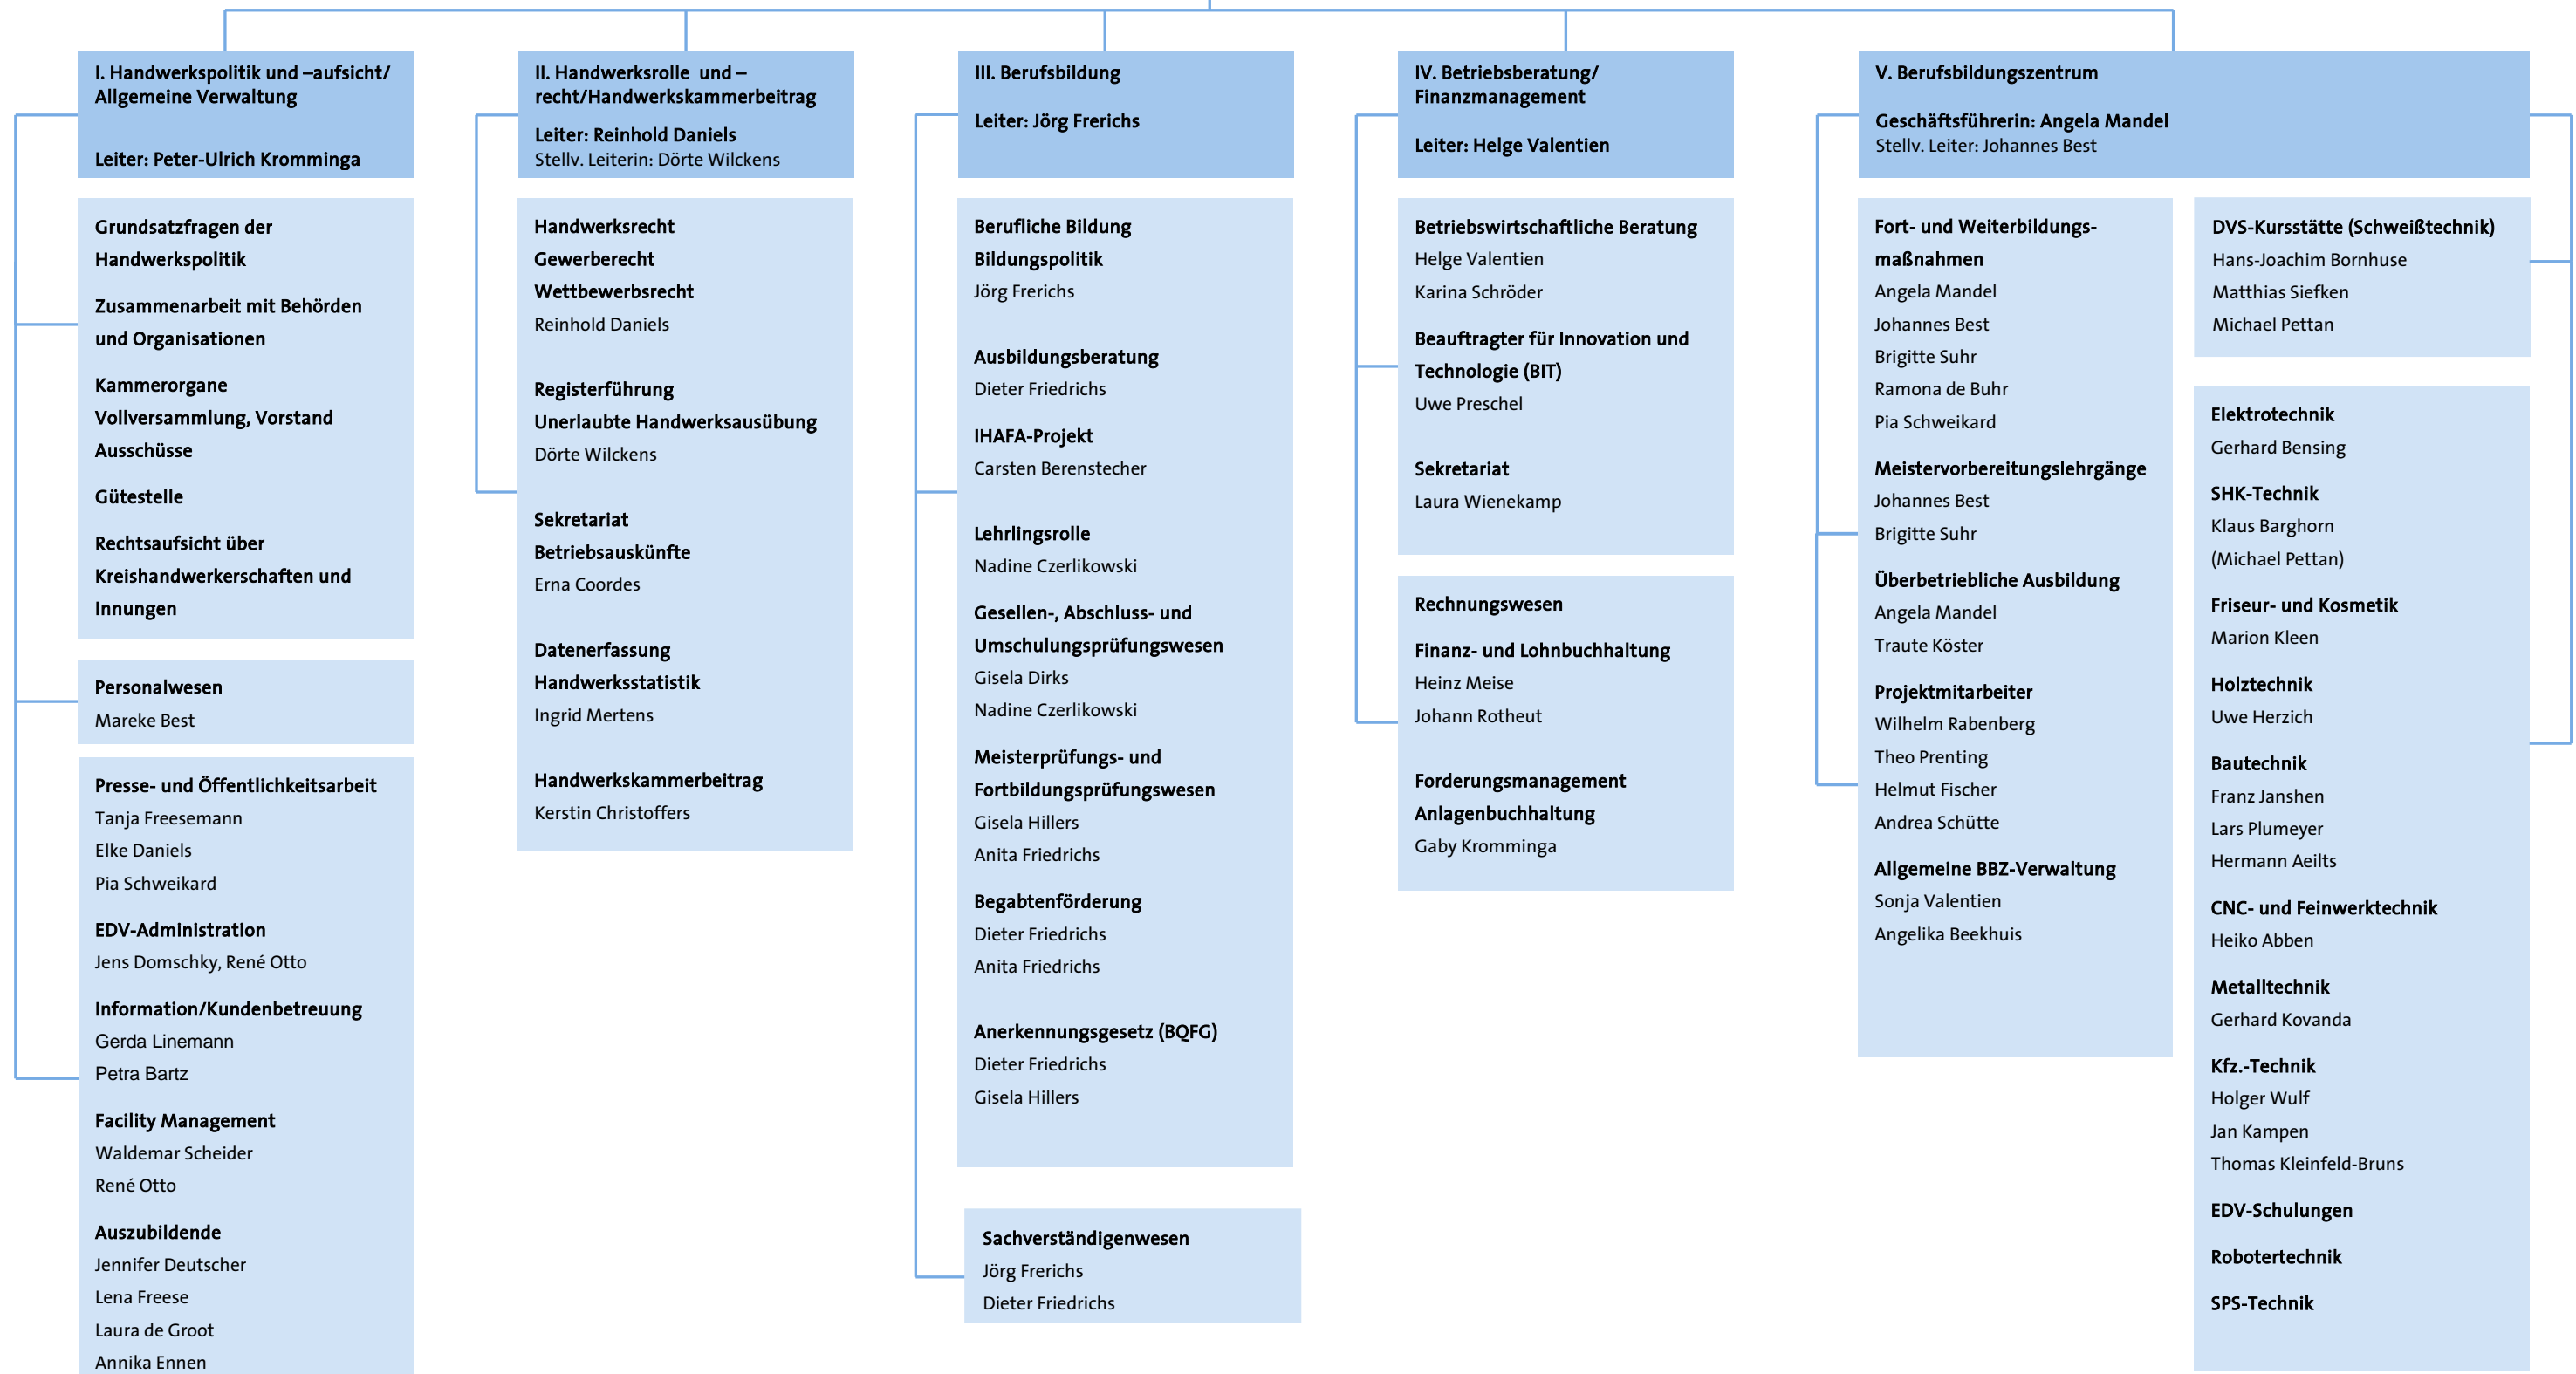 I. Handwerkspolitik und –aufsicht/
Allgemeine Verwaltung
Leiter: Peter-Ulrich Kromminga
Grundsatzfragen der
Handwerkspolitik
Zusammenarbeit mit Behörden
und Organisationen
Kammerorgane
Vollversammlung, Vorstand
Ausschüsse
Gütestelle
Rechtsaufsicht über
Kreishandwerkerschaften und
Innungen
Personalwesen
Mareke Best
Presse- und Öffentlichkeitsarbeit
Tanja Freesemann
Elke Daniels
Pia Schweikard
EDV-Administration
Jens Domschky, René Otto
Information/Kundenbetreuung
Gerda Linemann
Petra Bartz
Facility Management
Waldemar Scheider
René Otto
Auszubildende
Jennifer Deutscher
Lena Freese
Laura de Groot
Annika Ennen
II. Handwerksrolle und –
recht/Handwerkskammerbeitrag
Leiter: Reinhold Daniels
Stellv. Leiterin: Dörte Wilckens
Handwerksrecht
Gewerberecht
Wettbewerbsrecht
Reinhold Daniels
Registerführung
Unerlaubte Handwerksausübung
Dörte Wilckens
Sekretariat
Betriebsauskünfte
Erna Coordes
Datenerfassung
Handwerksstatistik
Ingrid Mertens
Handwerkskammerbeitrag
Kerstin Christoffers
III. Berufsbildung
Leiter: Jörg Frerichs
Berufliche Bildung
Bildungspolitik
Jörg Frerichs
Ausbildungsberatung
Dieter Friedrichs
IHAFA-Projekt
Carsten Berenstecher
Lehrlingsrolle
Nadine Czerlikowski
Gesellen-, Abschluss- und
Umschulungsprüfungswesen
Gisela Dirks
Nadine Czerlikowski
Meisterprüfungs- und
Fortbildungsprüfungswesen
Gisela Hillers
Anita Friedrichs
Begabtenförderung
Dieter Friedrichs
Anita Friedrichs
Anerkennungsgesetz (BQFG)
Dieter Friedrichs
Gisela Hillers
Sachverständigenwesen
Jörg Frerichs
Dieter Friedrichs
IV. Betriebsberatung/
Finanzmanagement
Leiter: Helge Valentien
Betriebswirtschaftliche Beratung
Helge Valentien
Karina Schröder
Beauftragter für Innovation und
Technologie (BIT)
Uwe Preschel
Sekretariat
Laura Wienekamp
Rechnungswesen
Finanz- und Lohnbuchhaltung
Heinz Meise
Johann Rotheut
Forderungsmanagement
Anlagenbuchhaltung
Gaby Kromminga
V. Berufsbildungszentrum
Geschäftsführerin: Angela Mandel
Stellv. Leiter: Johannes Best
Fort- und Weiterbildungs-
maßnahmen
Angela Mandel
Johannes Best
Brigitte Suhr
Ramona de Buhr
Pia Schweikard
Meistervorbereitungslehrgänge
Johannes Best
Brigitte Suhr
Überbetriebliche Ausbildung
Angela Mandel
Traute Köster
Projektmitarbeiter
Wilhelm Rabenberg
Theo Prenting
Helmut Fischer
Andrea Schütte
Allgemeine BBZ-Verwaltung
Sonja Valentien
Angelika Beekhuis
DVS-Kursstätte (Schweißtechnik)
Hans-Joachim Bornhuse
Matthias Siefken
Michael Pettan
Elektrotechnik
Gerhard Bensing
SHK-Technik
Klaus Barghorn
(Michael Pettan)
Friseur- und Kosmetik
Marion Kleen
Holztechnik
Uwe Herzich
Bautechnik
Franz Janshen
Lars Plumeyer
Hermann Aeilts
CNC- und Feinwerktechnik
Heiko Abben
Metalltechnik
Gerhard Kovanda
Kfz.-Technik
Holger Wulf
Jan Kampen
Thomas Kleinfeld-Bruns
EDV-Schulungen
Robotertechnik
SPS-Technik